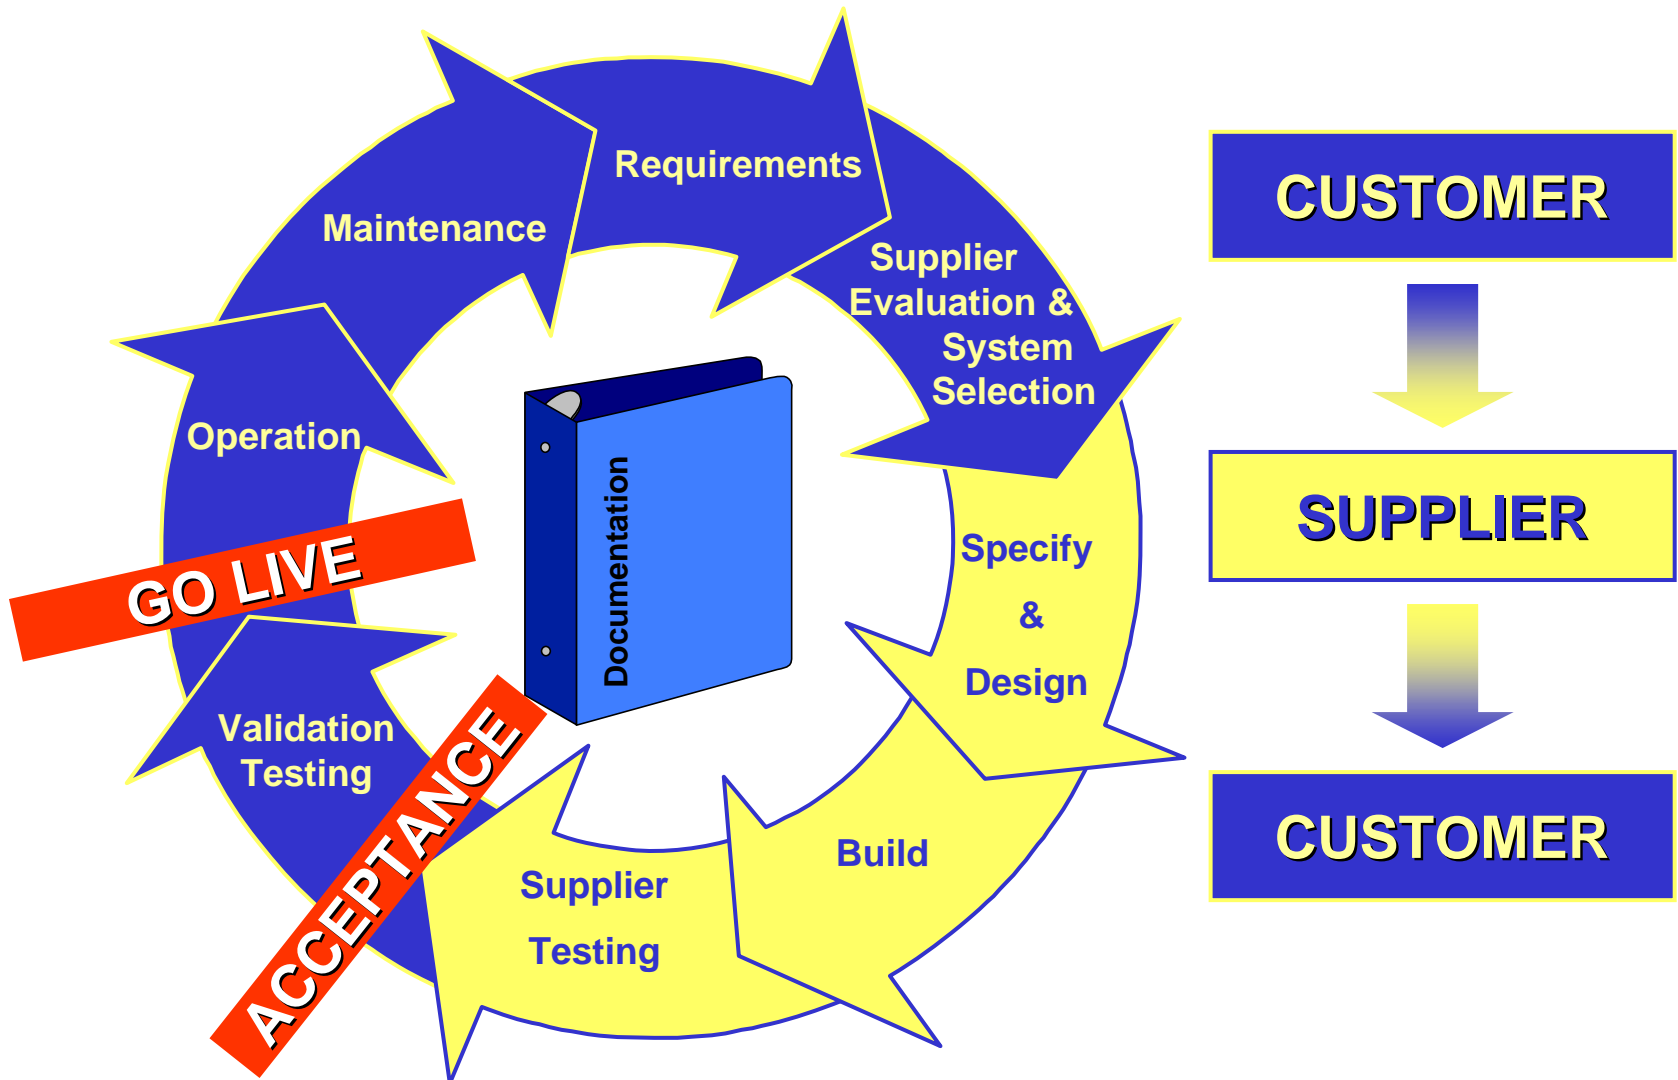 Requirements
Supplier
Evaluation &
System
Selection
Specify
&
Design
Build
Supplier
Testing
ACCEPTANCE
Validation
Testing
GO LIVE
Operation
Maintenance
Documentation
CUSTOMER
SUPPLIER
CUSTOMER